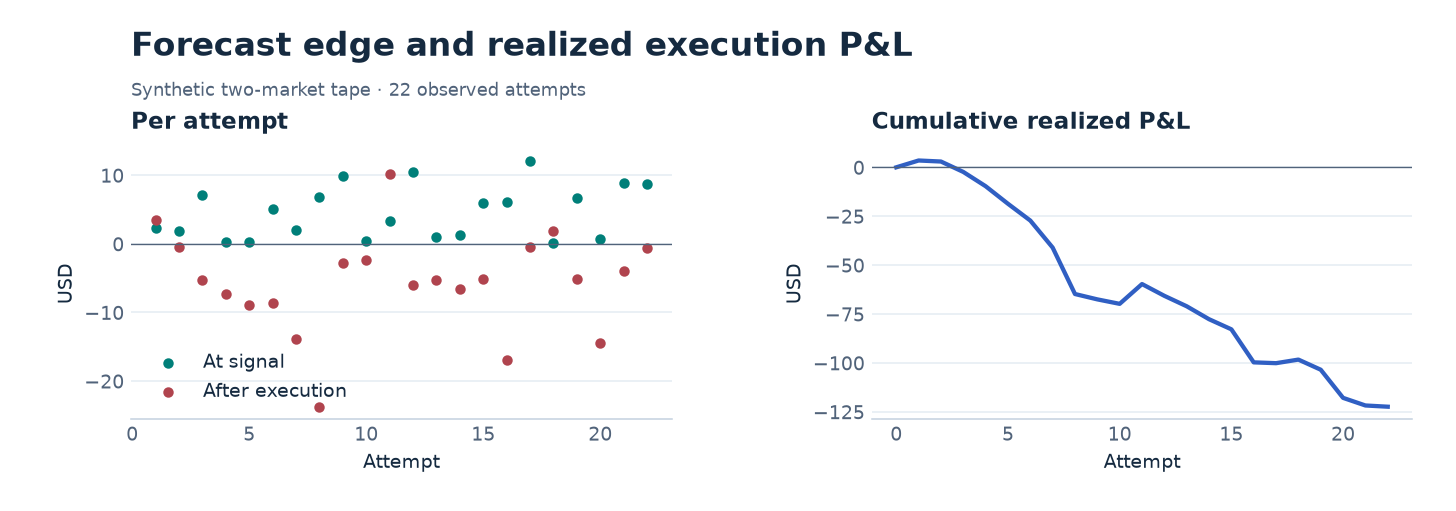 Forecast edge and realized execution P&L
Synthetic two-market tape · 22 observed attempts
Per attempt
10
0
−10
−20
USD
At signal
After execution
0 5 10 15 20
Attempt
Cumulative realized P&L
0
−25
−50
−75
−100
−125
USD
0 5 10 15 20
Attempt